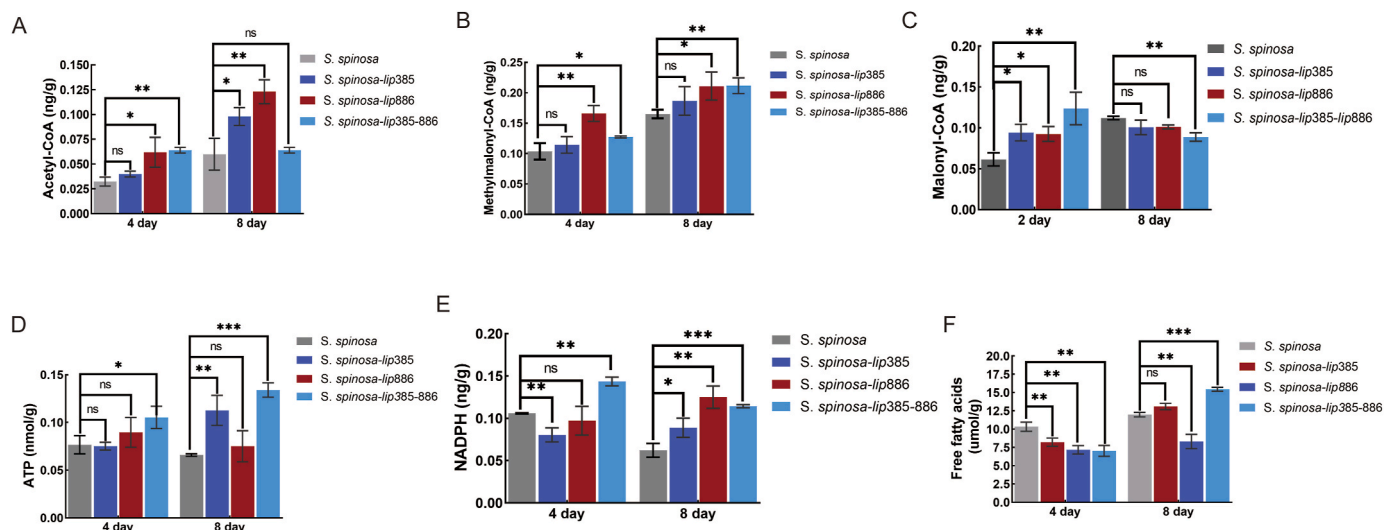 A
Acetyl-CoA (ng/g)
0.150
0.125
0.100
0.075
0.050
0.025
0.000
ns
*
**
*
**
ns
4 day
8 day
S. spinosa
S. spinosa-lip385
S. spinosa-lip886
S. spinosa-lip385-886
B
Methylmalonyl-CoA (ng/g)
0.25
0.20
0.15
0.10
0.05
0.00
ns
**
*
ns
*
**
4 day
8 day
S. spinosa
S. spinosa-lip385
S. spinosa-lip886
S. spinosa-lip385-886
C
Malonyl-CoA (ng/g)
0.20
0.15
0.10
0.05
0.00
*
*
**
ns
ns
**
2 day
8 day
S. spinosa
S. spinosa-lip385
S. spinosa-lip886
S. spinosa-lip385-lip886
D
ATP (nmol/g)
0.20
0.15
0.10
0.05
0.00
ns
ns
*
**
ns
***
4 day
8 day
S. spinosa
S. spinosa-lip385
S. spinosa-lip886
S. spinosa-lip385-886
E
NADPH (ng/g)
0.20
0.15
0.10
0.05
0.00
**
ns
**
*
**
***
4 day
8 day
S. spinosa
S. spinosa-lip385
S. spinosa-lip886
S. spinosa-lip385-886
F
Free fatty acids
(umol/g)
20.0
17.5
15.0
12.5
10.0
7.5
5.0
2.5
0.0
**
**
**
ns
**
***
4 day
8 day
S. spinosa
S. spinosa-lip385
S. spinosa-lip886
S. spinosa-lip385-886